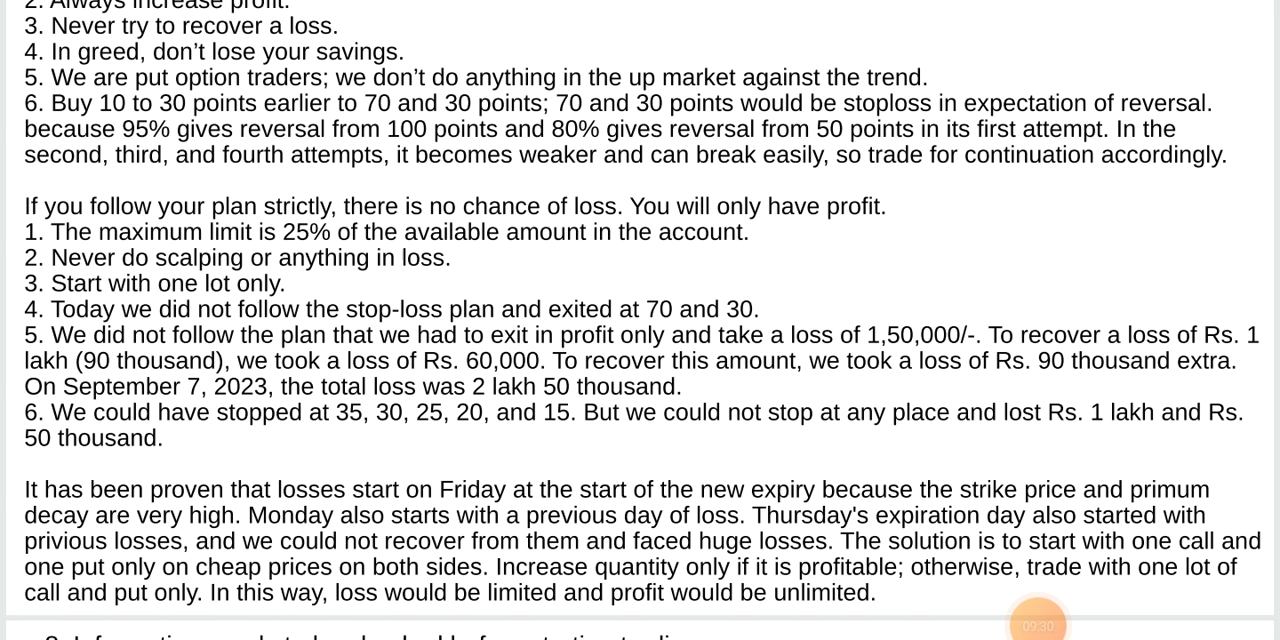 2. Always increase profit.
3. Never try to recover a loss.
4. In greed, don’t lose your savings.
5. We are put option traders; we don’t do anything in the up market against the trend.
6. Buy 10 to 30 points earlier to 70 and 30 points; 70 and 30 points would be stoploss in expectation of reversal.
because 95% gives reversal from 100 points and 80% gives reversal from 50 points in its first attempt. In the
second, third, and fourth attempts, it becomes weaker and can break easily, so trade for continuation accordingly.
If you follow your plan strictly, there is no chance of loss. You will only have profit.
1. The maximum limit is 25% of the available amount in the account.
2. Never do scalping or anything in loss.
3. Start with one lot only.
4. Today we did not follow the stop-loss plan and exited at 70 and 30.
5. We did not follow the plan that we had to exit in profit only and take a loss of 1,50,000/-. To recover a loss of Rs. 1
lakh (90 thousand), we took a loss of Rs. 60,000. To recover this amount, we took a loss of Rs. 90 thousand extra.
On September 7, 2023, the total loss was 2 lakh 50 thousand.
6. We could have stopped at 35, 30, 25, 20, and 15. But we could not stop at any place and lost Rs. 1 lakh and Rs.
50 thousand.
It has been proven that losses start on Friday at the start of the new expiry because the strike price and primum
decay are very high. Monday also starts with a previous day of loss. Thursday's expiration day also started with
privious losses, and we could not recover from them and faced huge losses. The solution is to start with one call and
one put only on cheap prices on both sides. Increase quantity only if it is profitable; otherwise, trade with one lot of
call and put only. In this way, loss would be limited and profit would be unlimited.
09:30